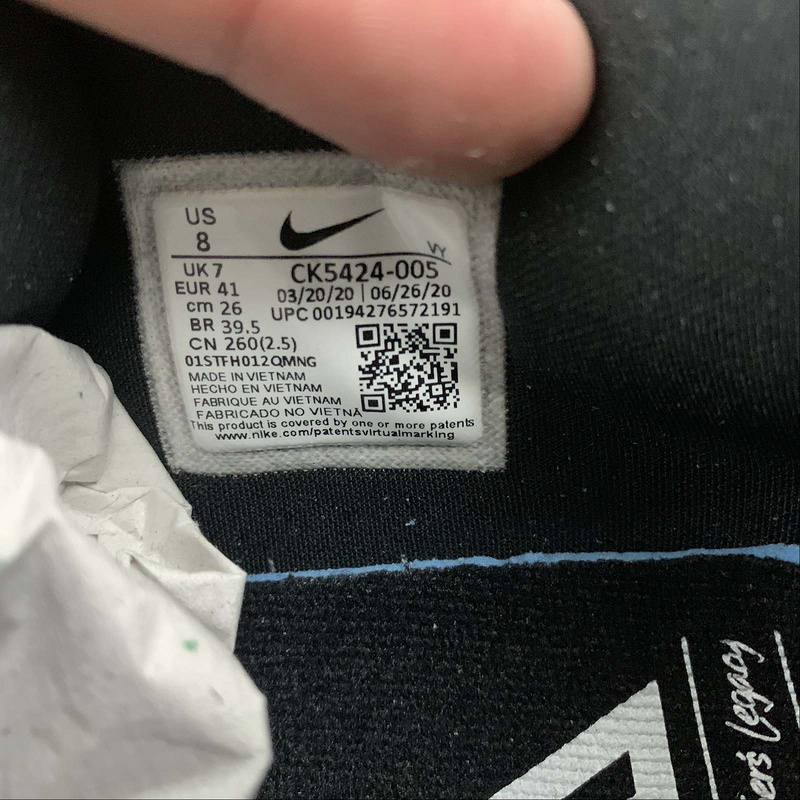 US
8
VY
UK 7
CK5424-005
EUR 41
03/20/20 | 06/26/20
cm 26
UPC 00194276572191
BR 39.5
CN 260(2.5)
01STFH012QMNG
MADE IN VIETNAM
HECHO EN VIETNAM
FABRIQUE AU VIETNAM
FABRICADO NO VIETNÃ
This product is covered by one or more patents
www.nike.com/patentsvirtualmarking
Legacy